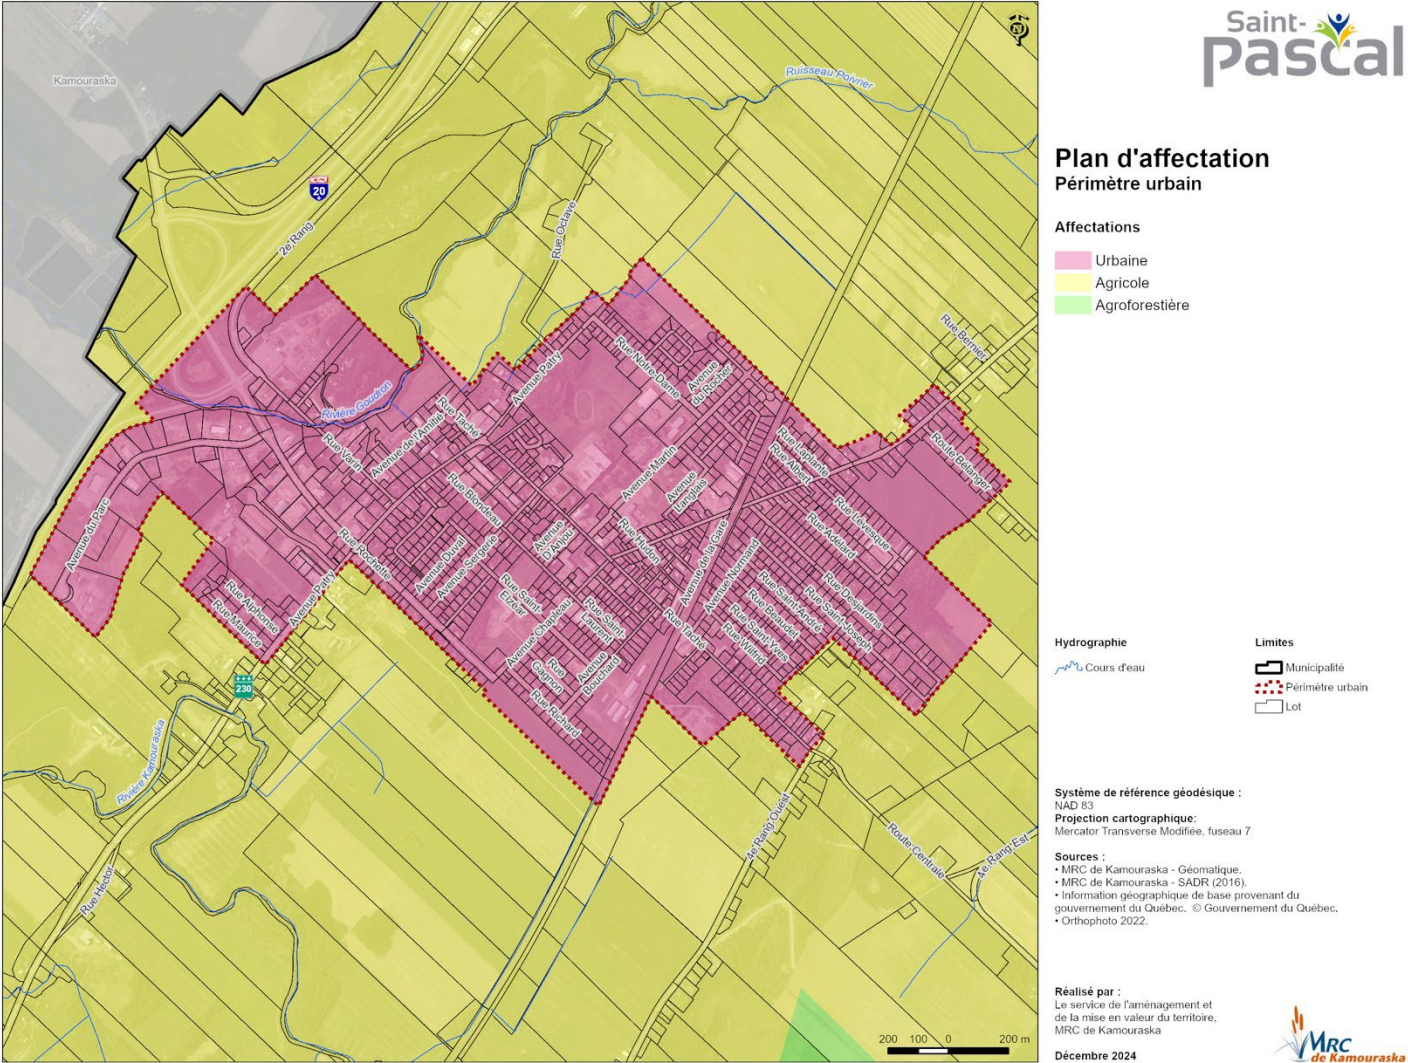 Saint-
pascal
Plan d'affectation
Périmètre urbain
Affectations
Urbaine
Agricole
Agroforestière
Hydrographie
Cours d'eau
Limites
Municipalité
Périmètre urbain
Lot
Système de référence géodésique :
NAD 83
Projection cartographique:
Mercator Transverse Modifiée, fuseau 7
Sources :
• MRC de Kamouraska - Géomatique.
• MRC de Kamouraska - SADR (2016).
• Information géographique de base provenant du
gouvernement du Québec. © Gouvernement du Québec.
• Orthophoto 2022.
Réalisé par :
Le service de l'aménagement et
de la mise en valeur du territoire,
MRC de Kamouraska
Décembre 2024
MRC
de Kamouraska
Kamouraska
Ruisseau Poivrier
20
2e Rang
Rue Octave
Rue Bernier
Rue Notre-Dame
Avenue
du Rocher
Avenue Patry
Rivière Goudron
Rue Taché
Avenue de l'Amitié
Rue Varin
Rue Laplante
Rue Albert
Route Bélanger
Avenue Martin
Avenue
Langlais
Rue Blondeau
Rue Lévesque
Rue Adélard
Avenue du Parc
Rue Rochette
Avenue
D'Anjou
Rue Hudon
Avenue de la Gare
Avenue Normand
Avenue Duval
Avenue Sergerie
Rue Saint-
Elzéar
Avenue Chapleau
Rue Saint-
Laurent
Rue Alphonse
Rue Maurice
Avenue Patry
Rue Desjardins
Rue Saint-Joseph
Rue Saint-André
Rue Beaudet
Rue Saint-Yves
Rue Wilfrid
Rue Taché
Avenue
Bouchard
Rue
Gagnon
Rue Richard
230
Rivière Kamouraska
Rue Hector
4e Rang Ouest
Route Centrale
4e Rang Est
N
200 100 0 200 m